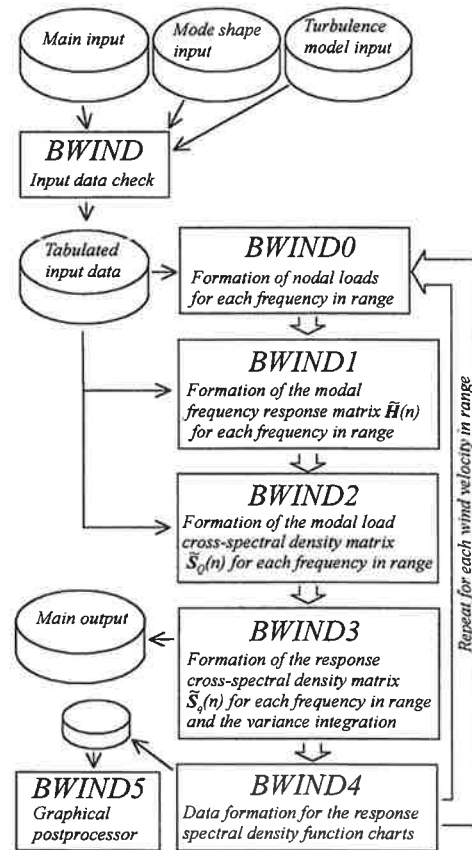 Main input
Mode shape
input
Turbulence
model input
BWIND
Input data check
Tabulated
input data
BWIND0
Formation of nodal loads
for each frequency in range
BWIND1
Formation of the modal
frequency response matrix H̃(n)
for each frequency in range
BWIND2
Formation of the modal load
cross-spectral density matrix
S̃Q(n) for each frequency in range
Main output
BWIND3
Formation of the response
cross-spectral density matrix
S̃q(n) for each frequency in range
and the variance integration
BWIND5
Graphical
postprocessor
BWIND4
Data formation for the response
spectral density function charts
Repeat for each wind velocity in range